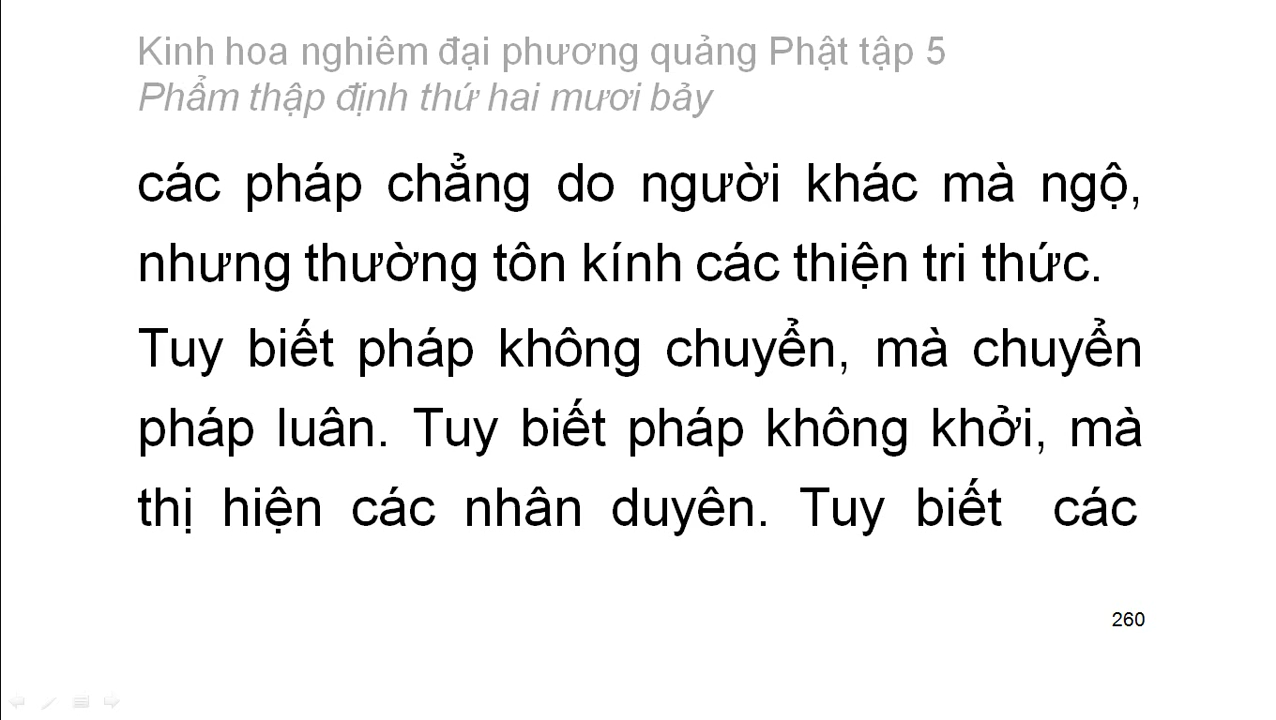 Kinh hoa nghiêm đại phương quảng Phật tập 5
Phẩm thập định thứ hai mươi bảy
các pháp chẳng do người khác mà ngộ,
nhưng thường tôn kính các thiện tri thức.
Tuy biết pháp không chuyển, mà chuyển
pháp luân. Tuy biết pháp không khởi, mà
thị hiện các nhân duyên. Tuy biết các
260